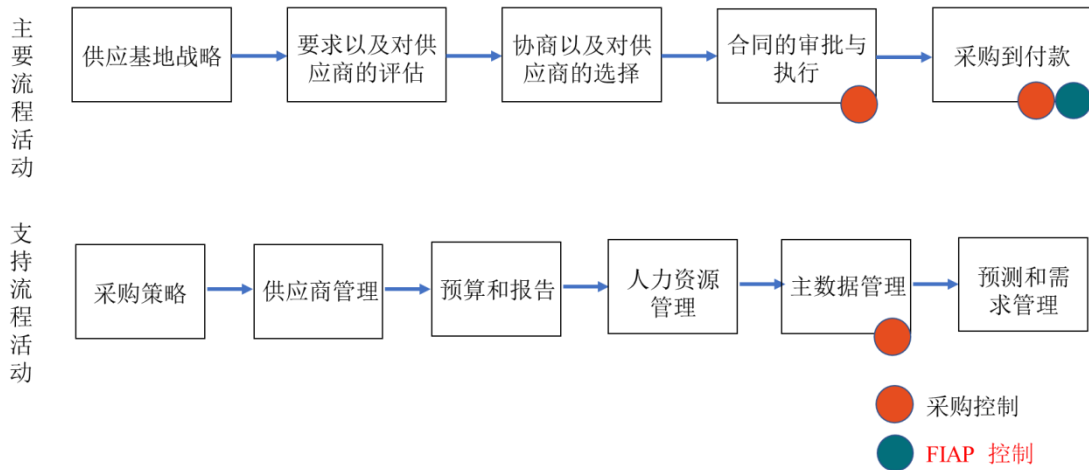 主要流程活动
供应基地战略
要求以及对供
应商的评估
协商以及对供
应商的选择
合同的审批与
执行
采购到付款
支持流程活动
采购策略
供应商管理
预算和报告
人力资源
管理
主数据管理
预测和需
求管理
采购控制
FIAP 控制